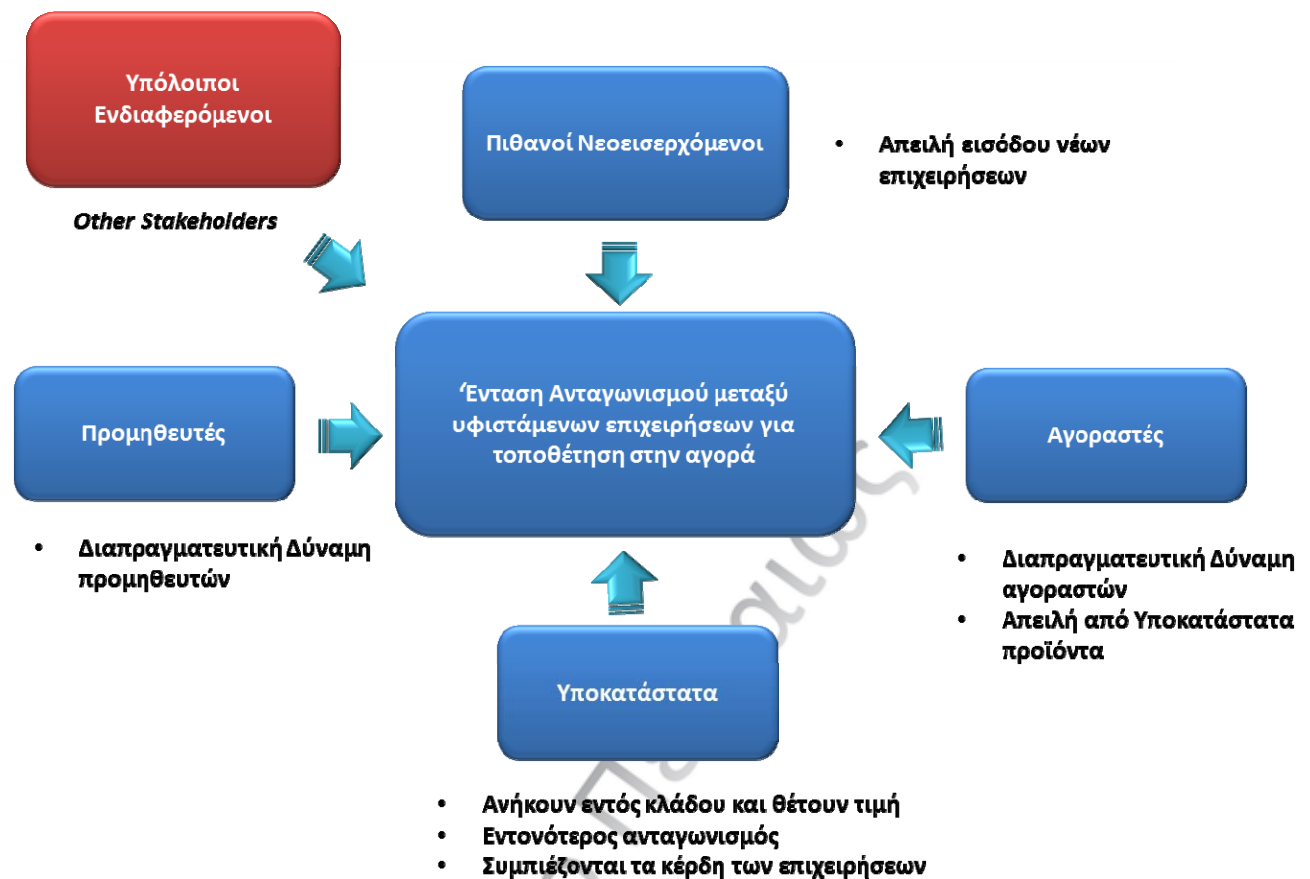 Υπόλοιποι
Ενδιαφερόμενοι
Other Stakeholders
Πιθανοί Νεοεισερχόμενοι
• Απειλή εισόδου νέων
επιχειρήσεων
Προμηθευτές
• Διαπραγματευτική Δύναμη
προμηθευτών
‘Ένταση Ανταγωνισμού μεταξύ
υφιστάμενων επιχειρήσεων για
τοποθέτηση στην αγορά
Αγοραστές
• Διαπραγματευτική Δύναμη
αγοραστών
• Απειλή από Υποκατάστατα
προϊόντα
Υποκατάστατα
• Ανήκουν εντός κλάδου και θέτουν τιμή
• Εντονότερος ανταγωνισμός
• Συμπιέζονται τα κέρδη των επιχειρήσεων